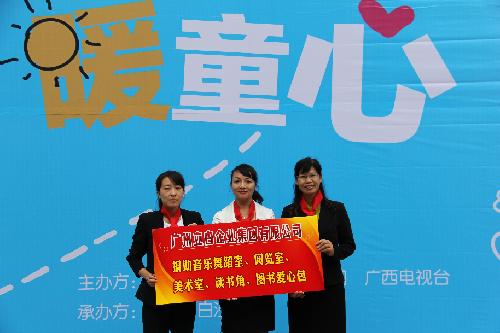 暖童心
广州立白企业集团有限公司
捐助音乐舞蹈室、阅览室、
美术室、读书角、图书爱心包
主办方：
广西电视台
承办方：
白